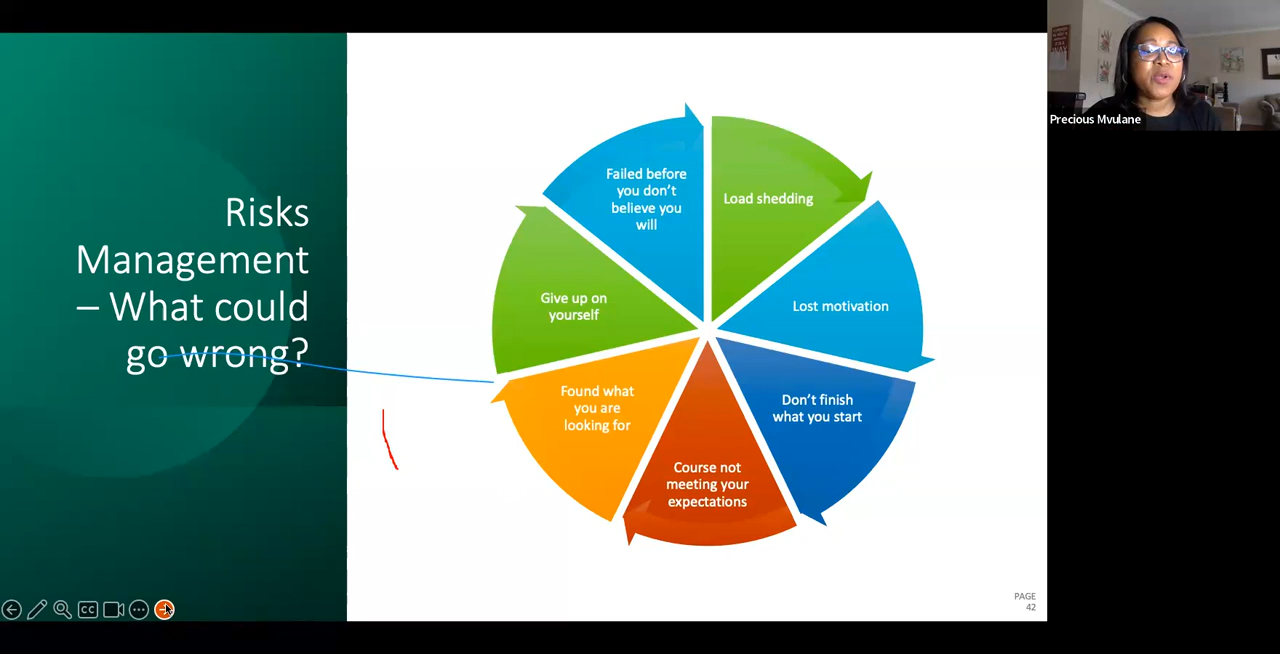 Risks
Management
– What could
go wrong?
Failed before
you don't
believe you
will
Load shedding
Lost motivation
Don't finish
what you start
Course not
meeting your
expectations
Found what
you are
looking for
Give up on
yourself
PAGE
42
CC
Precious Mvulane